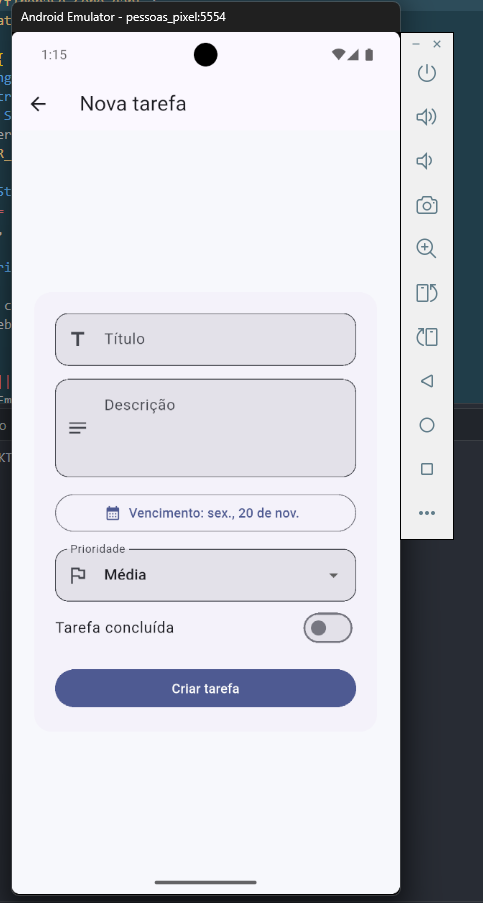 Android Emulator - pessoas_pixel:5554
1:15
Nova tarefa
Título
Descrição
Vencimento: sex., 20 de nov.
Prioridade
Média
Tarefa concluída
Criar tarefa